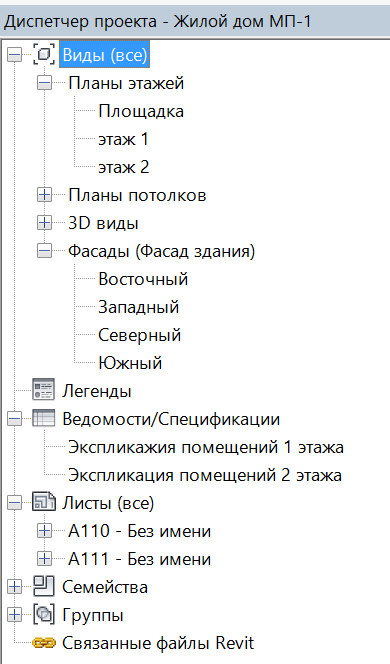 Диспетчер проекта - Жилой дом МП-1
Виды (все)
Планы этажей
Площадка
этаж 1
этаж 2
Планы потолков
3D виды
Фасады (Фасад здания)
Восточный
Западный
Северный
Южный
Легенды
Ведомости/Спецификации
Экспликажия помещений 1 этажа
Экспликация помещений 2 этажа
Листы (все)
А110 - Без имени
А111 - Без имени
Семейства
Группы
Связанные файлы Revit